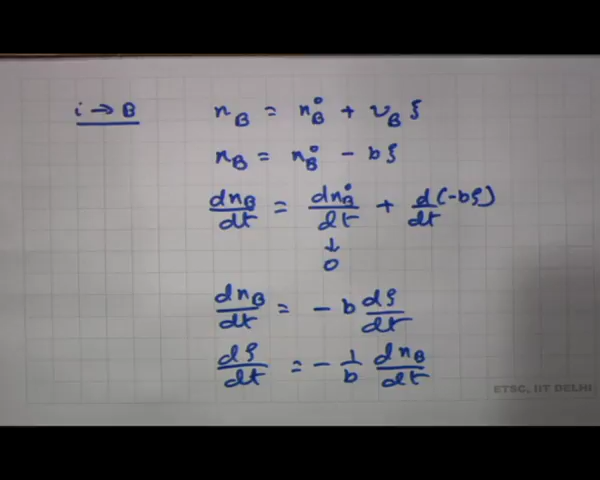 i → B
n_B = n_B° + ν_B ξ
n_B = n_B° - bξ
dn_B/dt = dn_B°/dt + d/dt (-bξ)
↓
0
dn_B/dt = - b dξ/dt
dξ/dt = - 1/b dn_B/dt
ETSC, IIT DELHI